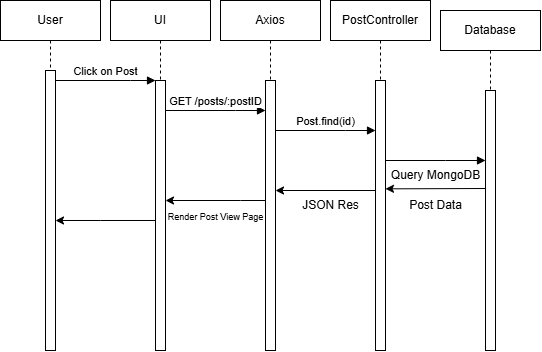 User
UI
Axios
PostController
Database
Click on Post
GET /posts/:postID
Post.find(id)
Query MongoDB
JSON Res
Post Data
Render Post View Page